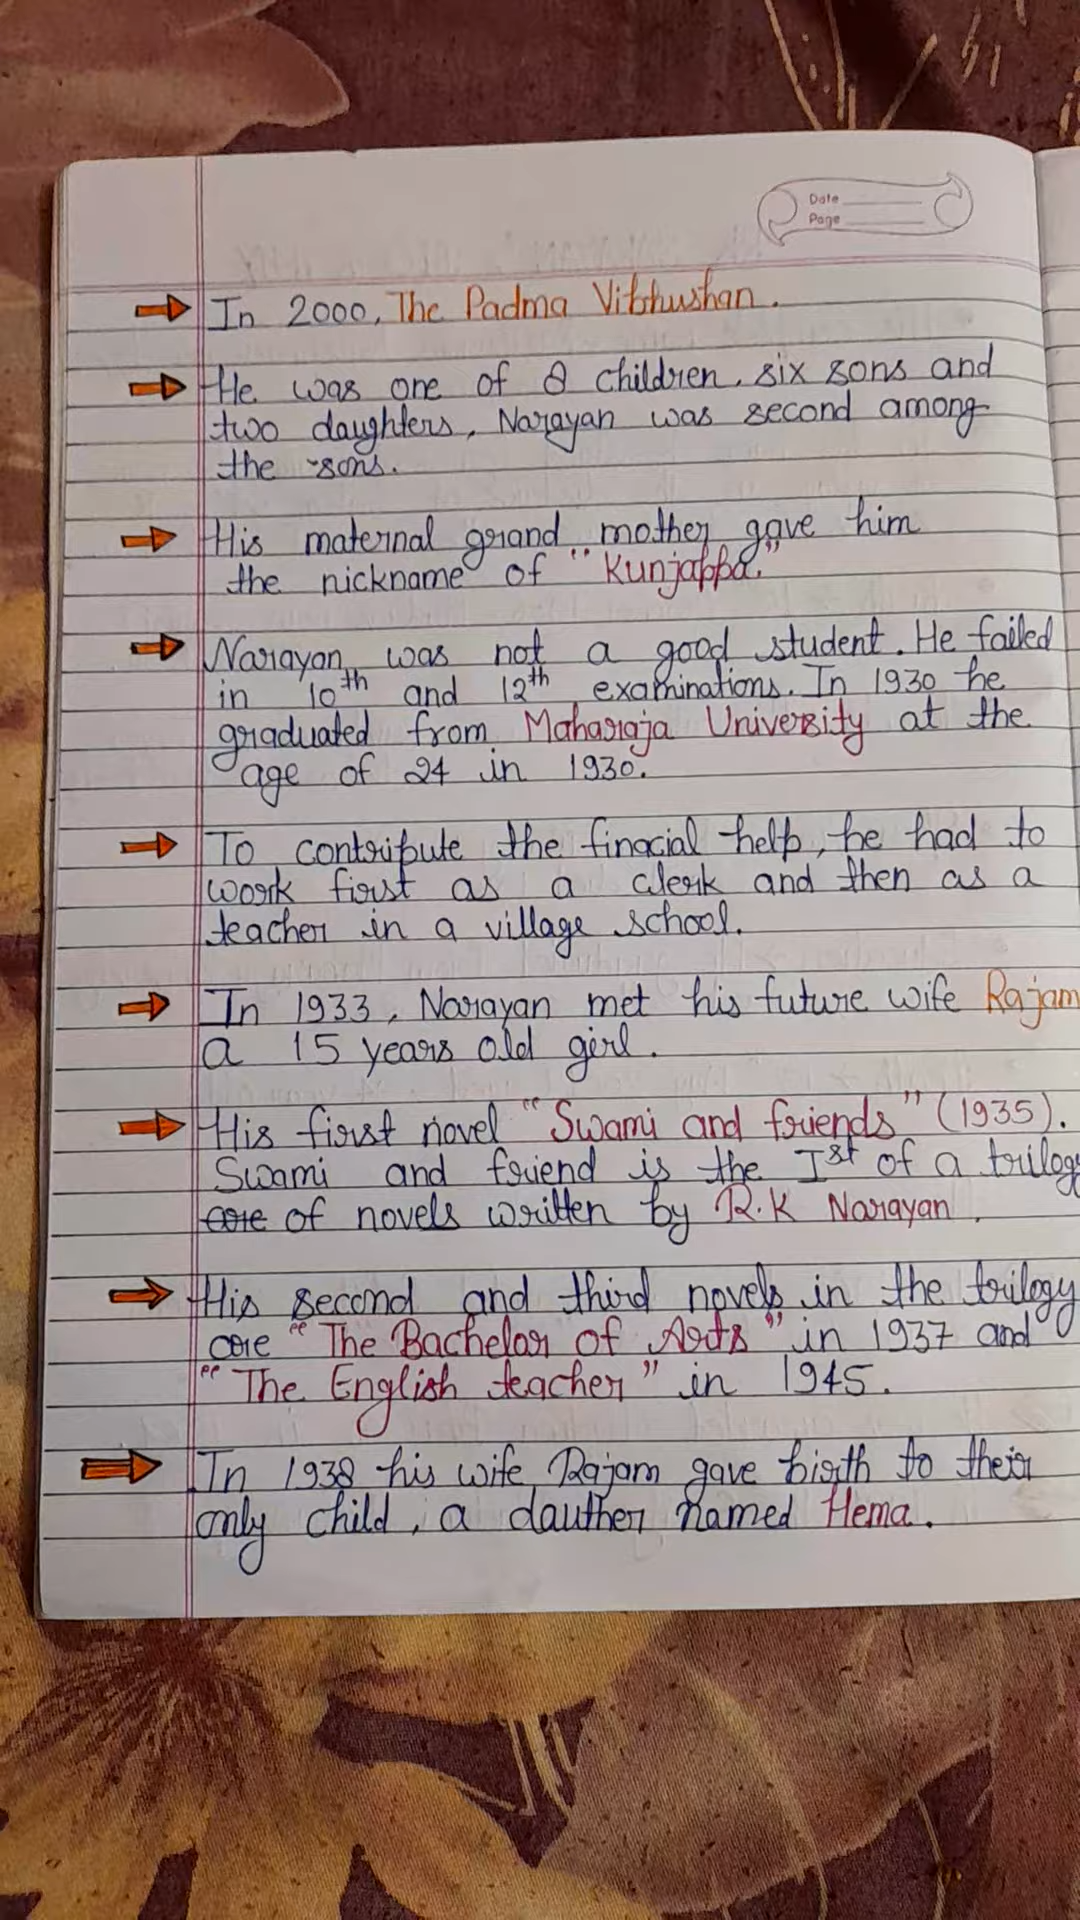 Date
Page
In 2000, The Padma Vibhushan.
He was one of 8 children. six sons and
two daughters, Narayan was second among
the sons.
His maternal grand mother gave him
the nickname of "Kunjappa."
Narayan was not a good student. He failed
in 10th and 12th examinations. In 1930 he
graduated from Maharaja University at the
age of 24 in 1930.
To contribute the finacial help, he had to
work first as a clerk and then as a
teacher in a village school.
In 1933, Narayan met his future wife Rajam
a 15 years old girl.
His first novel "Swami and friends" (1935).
Swami and friend is the Ist of a trilog
of novels written by R.K Narayan.
His second and third novels in the trilogy
are "The Bachelor of Arts" in 1937 and
"The English teacher" in 1945.
In 1938 his wife Rajam gave birth to their
only child, a dauther named Hema.